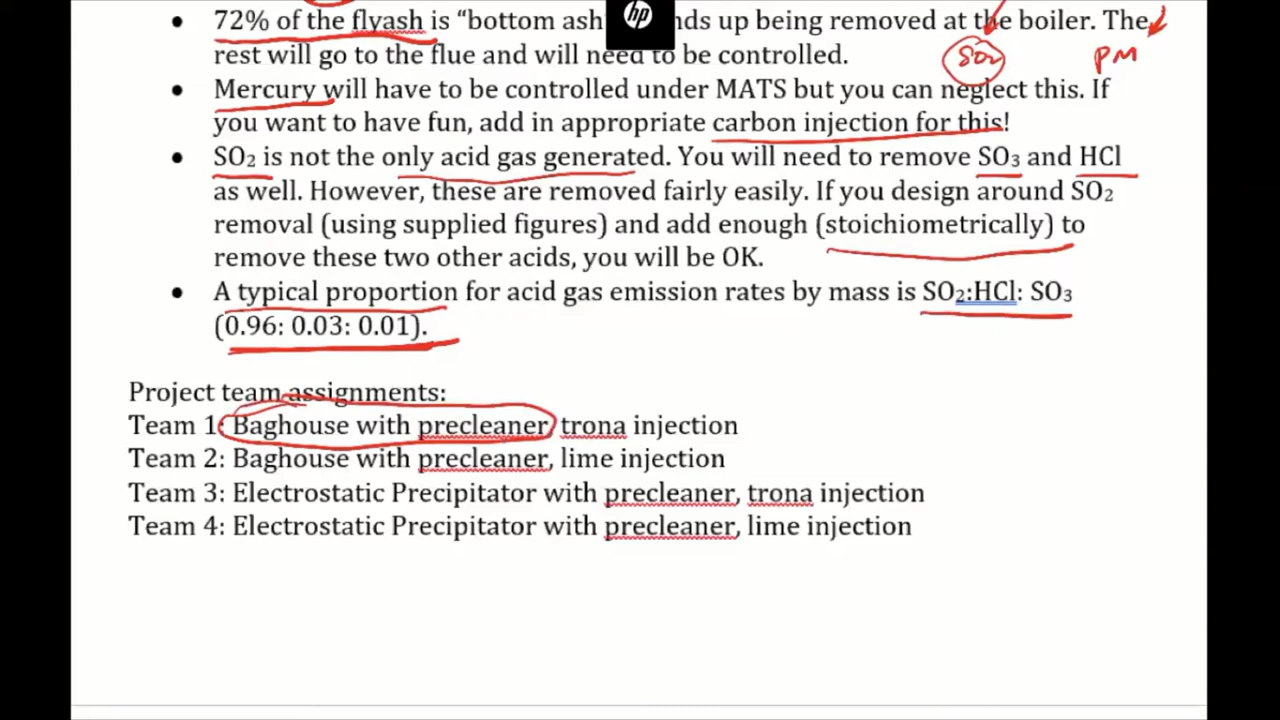 72% of the flyash is “bottom ash nds up being removed at the boiler. The
rest will go to the flue and will need to be controlled.
SO2
PM
• Mercury will have to be controlled under MATS but you can neglect this. If
you want to have fun, add in appropriate carbon injection for this!
• SO₂ is not the only acid gas generated. You will need to remove SO₃ and HCl
as well. However, these are removed fairly easily. If you design around SO₂
removal (using supplied figures) and add enough (stoichiometrically) to
remove these two other acids, you will be OK.
• A typical proportion for acid gas emission rates by mass is SO₂:HCl: SO₃
(0.96: 0.03: 0.01).
Project team assignments:
Team 1: Baghouse with precleaner, trona injection
Team 2: Baghouse with precleaner, lime injection
Team 3: Electrostatic Precipitator with precleaner, trona injection
Team 4: Electrostatic Precipitator with precleaner, lime injection
hp